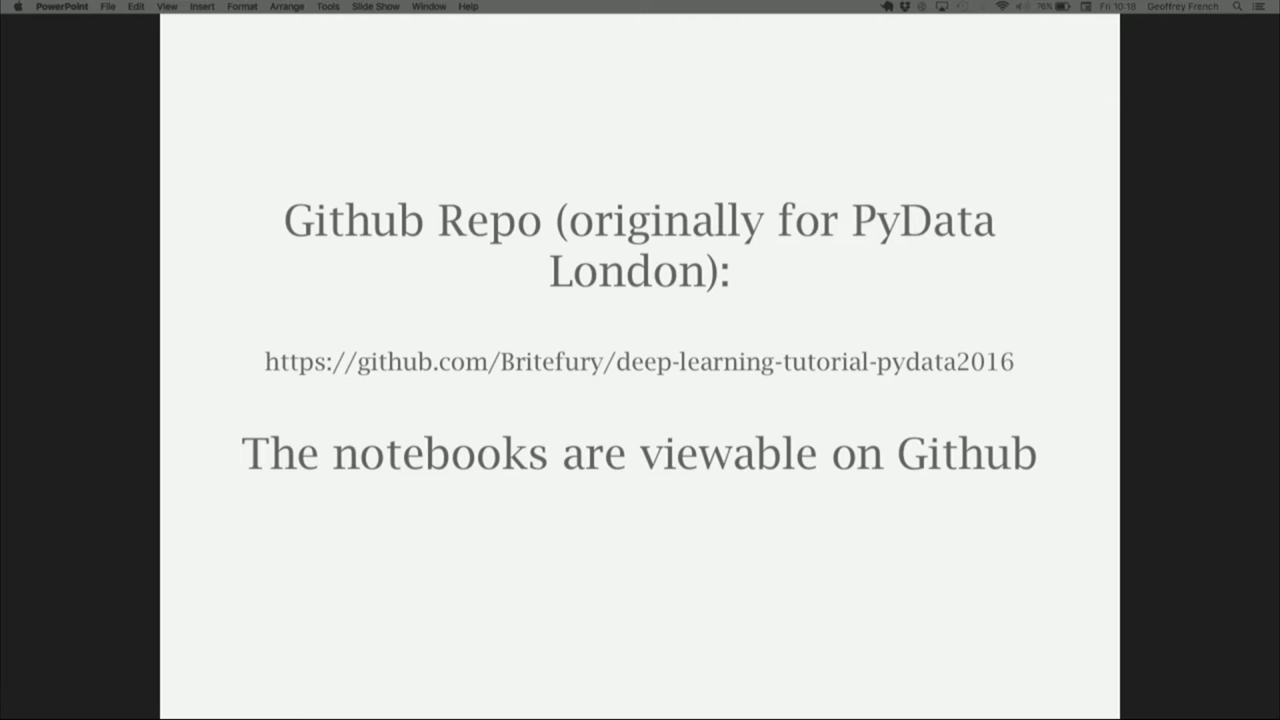 PowerPoint File Edit View Insert Format Arrange Tools Slide Show Window Help 76% Fri 10:18 Geoffrey French
Github Repo (originally for PyData
London):
https://github.com/Britefury/deep-learning-tutorial-pydata2016
The notebooks are viewable on Github